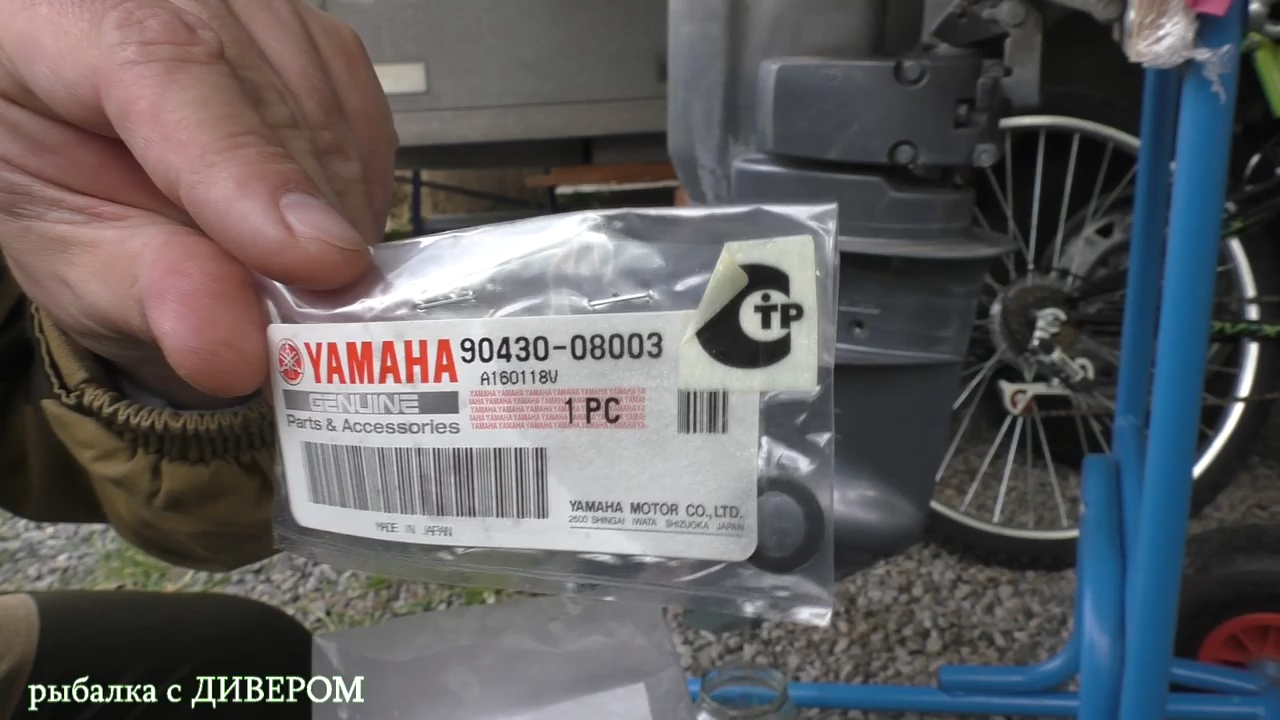 YAMAHA 90430-08003
A160118V
GENUINE
Parts & Accessories
1 PC
YAMAHA MOTOR CO.,LTD.
2500 SHINGAI IWATA SHIZUOKA JAPAN
MADE IN JAPAN
СТР
рыбалка с ДИВЕРОМ